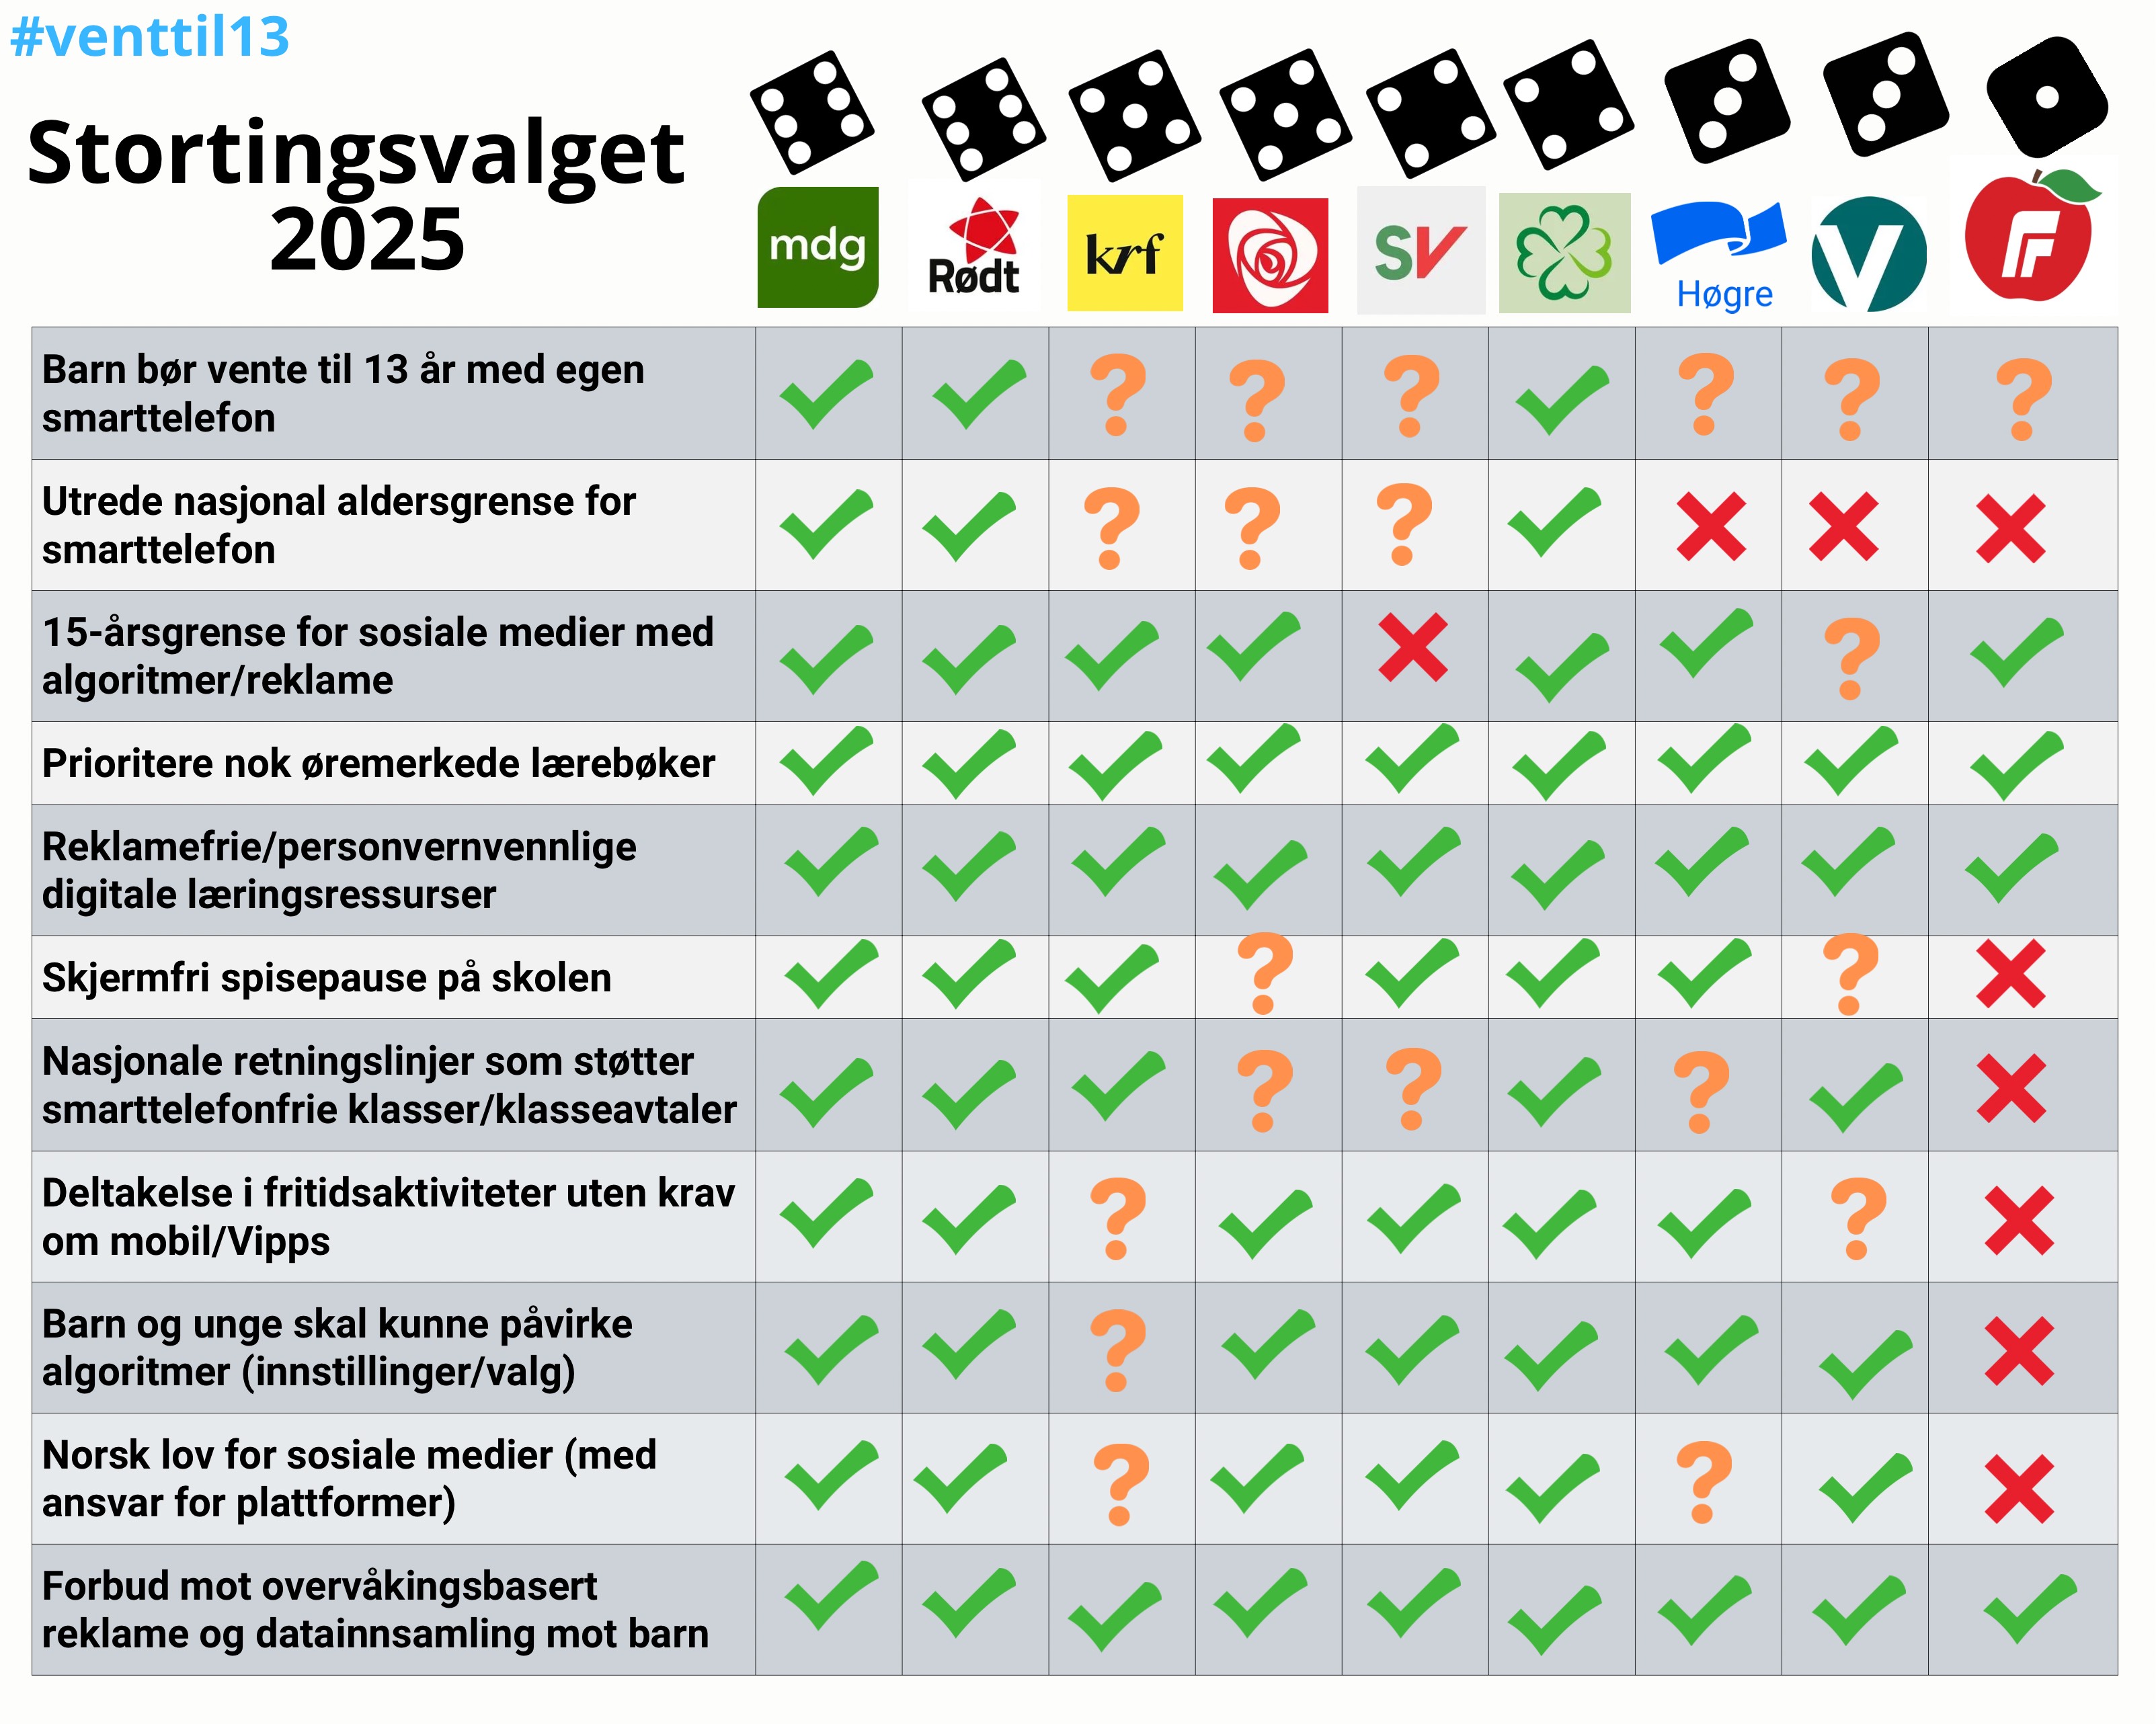 #venttil13
Stortingsvalget
2025
mdg
Rødt
krf
SV
Høgre
V
F
Barn bør vente til 13 år med egen
smarttelefon
Utrede nasjonal aldersgrense for
smarttelefon
15-årsgrense for sosiale medier med
algoritmer/reklame
Prioritere nok øremerkede lærebøker
Reklamefrie/personvernvennlige
digitale læringsressurser
Skjermfri spisepause på skolen
Nasjonale retningslinjer som støtter
smarttelefonfrie klasser/klasseavtaler
Deltakelse i fritidsaktiviteter uten krav
om mobil/Vipps
Barn og unge skal kunne påvirke
algoritmer (innstillinger/valg)
Norsk lov for sosiale medier (med
ansvar for plattformer)
Forbud mot overvåkingsbasert
reklame og datainnsamling mot barn